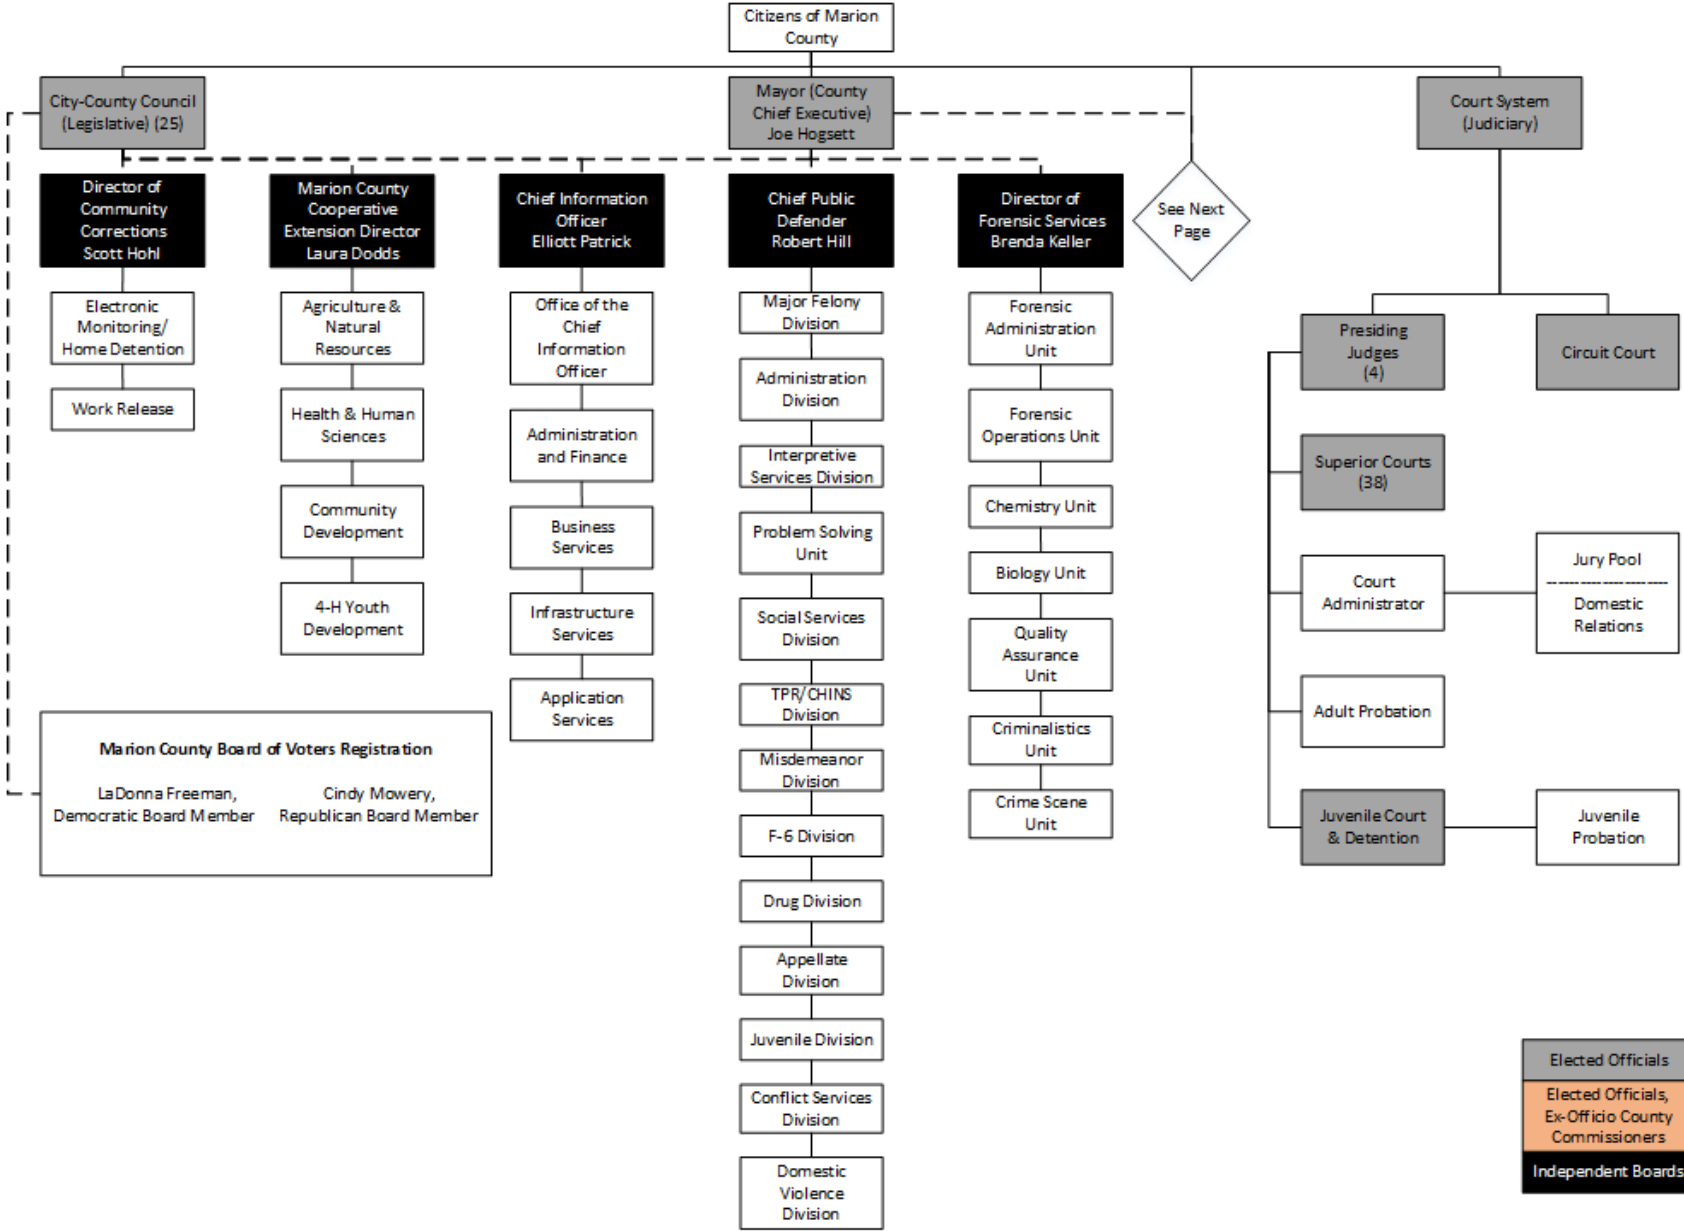 Citizens of Marion
County
City-County Council
(Legislative) (25)
Mayor (County
Chief Executive)
Joe Hogsett
Court System
(Judiciary)
Director of
Community
Corrections
Scott Hohl
Marion County
Cooperative
Extension Director
Laura Dodds
Chief Information
Officer
Elliott Patrick
Chief Public
Defender
Robert Hill
Director of
Forensic Services
Brenda Keller
See Next
Page
Electronic
Monitoring/
Home Detention
Work Release
Agriculture &
Natural
Resources
Health & Human
Sciences
Community
Development
4-H Youth
Development
Office of the
Chief
Information
Officer
Administration
and Finance
Business
Services
Infrastructure
Services
Application
Services
Major Felony
Division
Administration
Division
Interpretive
Services Division
Problem Solving
Unit
Social Services
Division
TPR/CHINS
Division
Misdemeanor
Division
F-6 Division
Drug Division
Appellate
Division
Juvenile Division
Conflict Services
Division
Domestic
Violence
Division
Forensic
Administration
Unit
Forensic
Operations Unit
Chemistry Unit
Biology Unit
Quality
Assurance
Unit
Criminalistics
Unit
Crime Scene
Unit
Presiding
Judges
(4)
Circuit Court
Superior Courts
(38)
Court
Administrator
Jury Pool
Domestic
Relations
Adult Probation
Juvenile Court
& Detention
Juvenile
Probation
Marion County Board of Voters Registration
LaDonna Freeman,
Democratic Board Member
Cindy Mowery,
Republican Board Member
Elected Officials
Elected Officials,
Ex-Officio County
Commissioners
Independent Boards